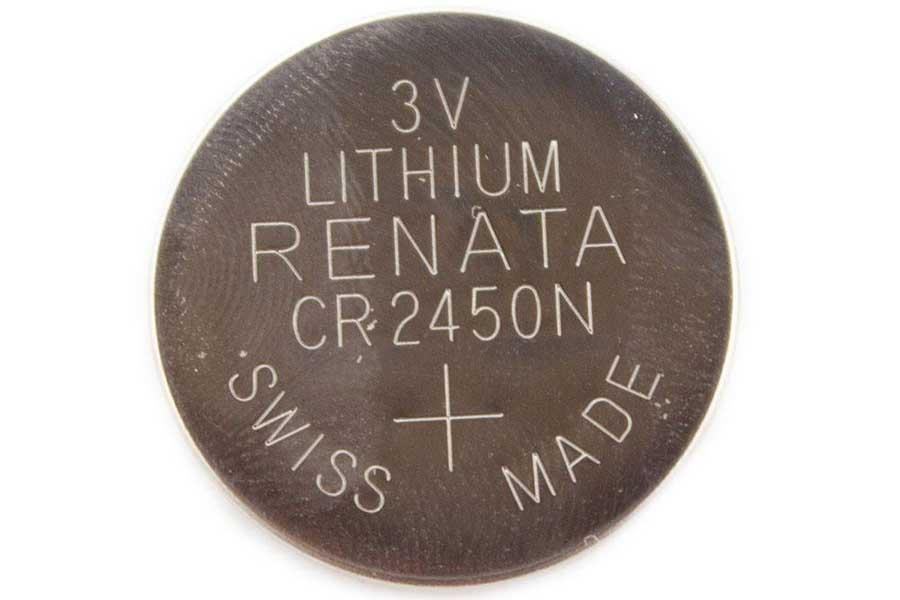 3V
LITHIUM
RENATA
CR2450N
+
SWISS MADE